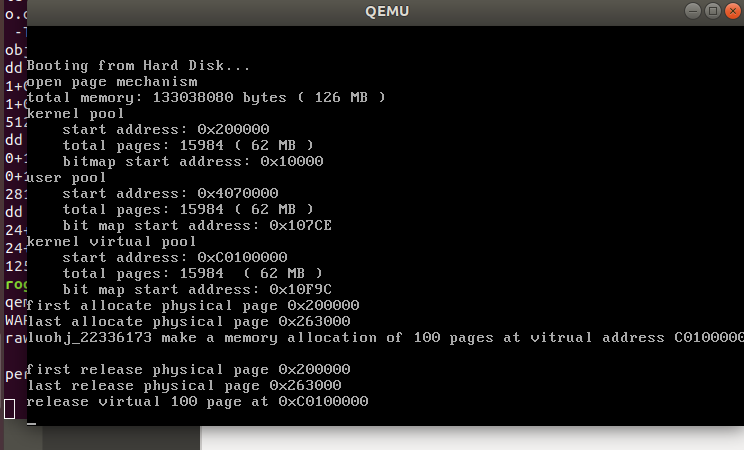 QEMU
o.o
-T
obj
dd
1+0
1+0
512
dd
0+1
0+1
281
dd
24+
24+
125
rog
qem
WAR
raw
per
Booting from Hard Disk...
open page mechanism
total memory: 133038080 bytes ( 126 MB )
kernel pool
start address: 0x200000
total pages: 15984 ( 62 MB )
bitmap start address: 0x10000
user pool
start address: 0x4070000
total pages: 15984 ( 62 MB )
bit map start address: 0x107CE
kernel virtual pool
start address: 0xC0100000
total pages: 15984  ( 62 MB )
bit map start address: 0x10F9C
first allocate physical page 0x200000
last allocate physical page 0x263000
luohj_22336173 make a memory allocation of 100 pages at vitrual address C0100000
first release physical page 0x200000
last release physical page 0x263000
release virtual 100 page at 0xC0100000